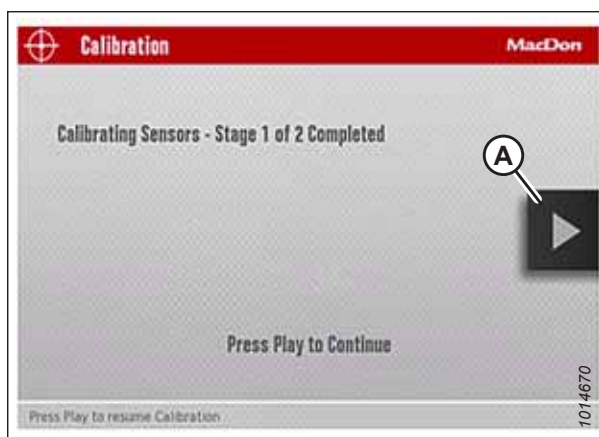 Calibration
MacDon
Calibrating Sensors - Stage 1 of 2 Completed
A
Press Play to Continue
Press Play to resume Calibration
1014670